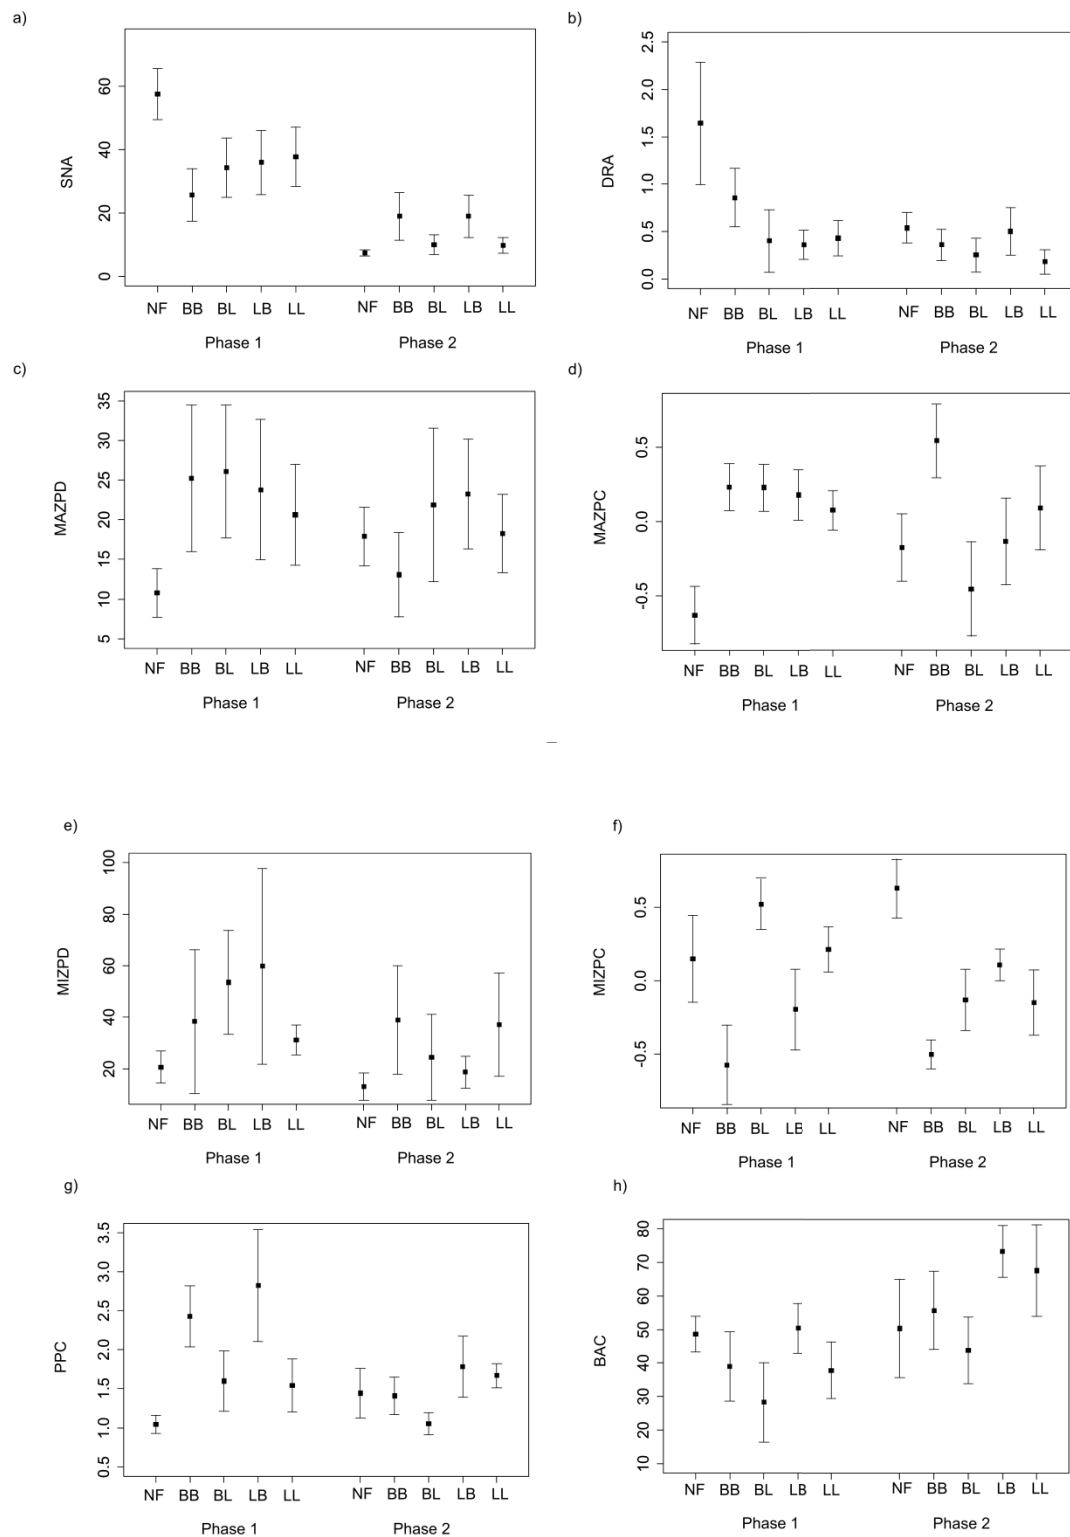 a)
SNA
0
20
40
60
NF BB BL LB LL NF BB BL LB LL
Phase 1 Phase 2
b)
DRA
0.0
0.5
1.0
1.5
2.0
2.5
NF BB BL LB LL NF BB BL LB LL
Phase 1 Phase 2
c)
MAZPD
5
10
15
20
25
30
35
NF BB BL LB LL NF BB BL LB LL
Phase 1 Phase 2
d)
MAZPC
-0.5
0.0
0.5
NF BB BL LB LL NF BB BL LB LL
Phase 1 Phase 2
e)
MIZPD
20
40
60
80
100
NF BB BL LB LL NF BB BL LB LL
Phase 1 Phase 2
f)
MIZPC
-0.5
0.0
0.5
NF BB BL LB LL NF BB BL LB LL
Phase 1 Phase 2
g)
PPC
0.5
1.0
1.5
2.0
2.5
3.0
3.5
NF BB BL LB LL NF BB BL LB LL
Phase 1 Phase 2
h)
BAC
10
20
30
40
50
60
70
80
NF BB BL LB LL NF BB BL LB LL
Phase 1 Phase 2